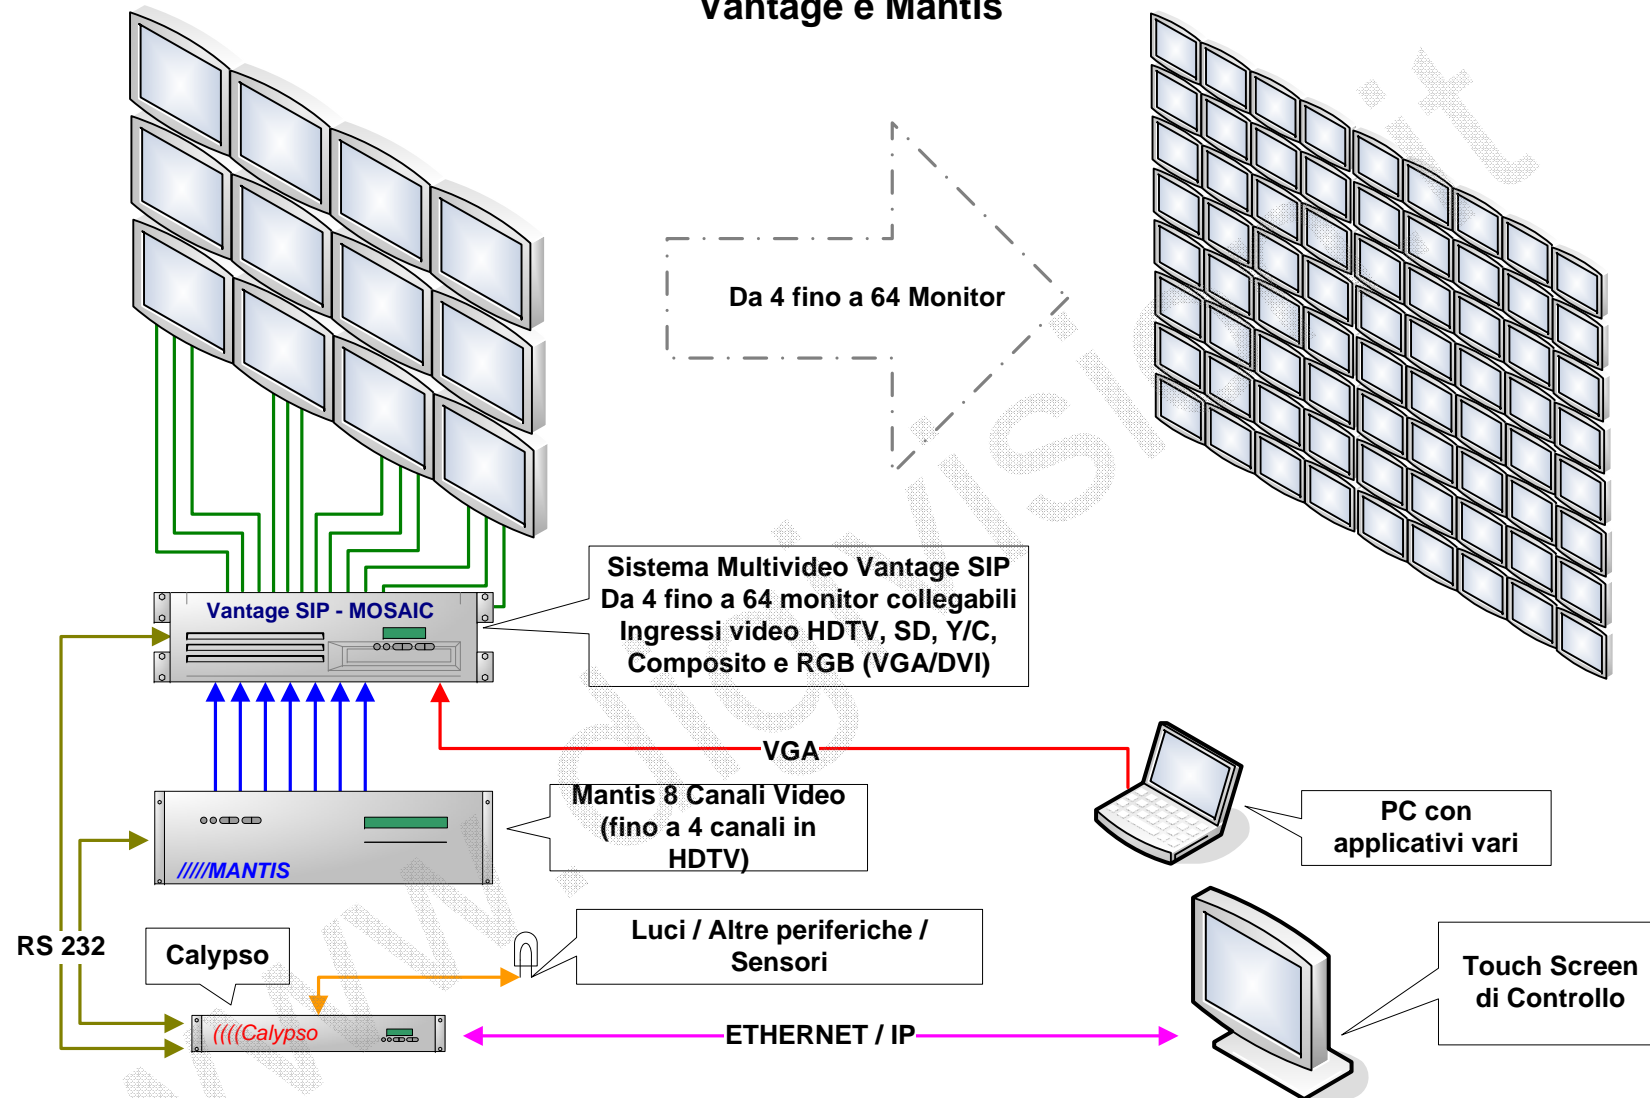 Vantage e Mantis
Da 4 fino a 64 Monitor
Sistema Multivideo Vantage SIP
Da 4 fino a 64 monitor collegabili
Ingressi video HDTV, SD, Y/C,
Composito e RGB (VGA/DVI)
Vantage SIP - MOSAIC
VGA
Mantis 8 Canali Video
(fino a 4 canali in
HDTV)
PC con
applicativi vari
/////MANTIS
RS 232
Calypso
Luci / Altre periferiche /
Sensori
Touch Screen
di Controllo
((((Calypso
ETHERNET / IP
www.digivision.it